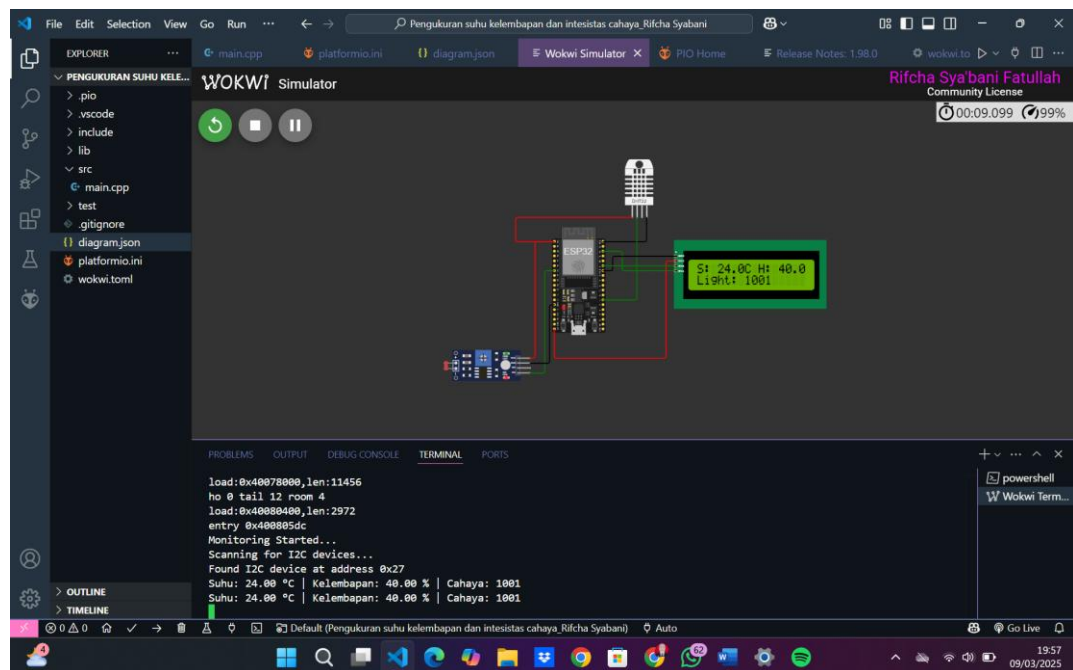 File Edit Selection View Go Run ··· Pengukuran suhu kelembapan dan intesistas cahaya_Rifcha Syabani
EXPLORER ··· main.cpp platformio.ini {} diagram.json Wokwi Simulator PIO Home Release Notes: 1.98.0 wokwi.to ···
PENGUKURAN SUHU KELE...
.pio
.vscode
include
lib
src
main.cpp
test
.gitignore
{} diagram.json
platformio.ini
wokwi.toml
WOKWI Simulator
Rifcha Sya'bani Fatullah
Community License
00:09.099 99%
ESP32
S: 24.0C H: 40.0
Light: 1001
PROBLEMS OUTPUT DEBUG CONSOLE TERMINAL PORTS
load:0x40078000,len:11456
ho 0 tail 12 room 4
load:0x40080400,len:2972
entry 0x400805dc
Monitoring Started...
Scanning for I2C devices...
Found I2C device at address 0x27
Suhu: 24.00 °C | Kelembapan: 40.00 % | Cahaya: 1001
Suhu: 24.00 °C | Kelembapan: 40.00 % | Cahaya: 1001
powershell
Wokwi Term...
OUTLINE
TIMELINE
0 0 0 Default (Pengukuran suhu kelembapan dan intesistas cahaya_Rifcha Syabani) Auto Go Live
4 62 19:57
09/03/2025